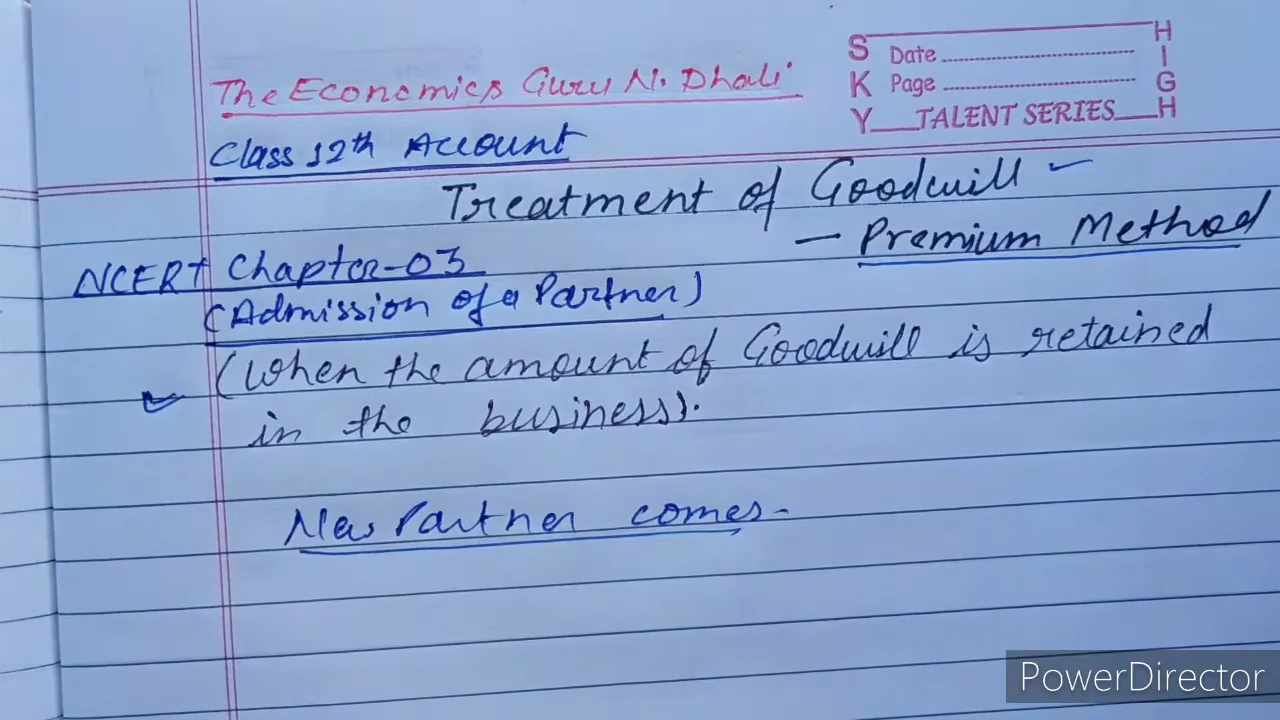 The Economics Guru N. Dhali
S H
Date
I
K Page G
Y TALENT SERIES H
Class 12th Account
Treatment of Goodwill
— Premium Method
NCERT Chapter-03
(Admission of a Partner)
(When the amount of Goodwill is retained
in the business).
New Partner comes-
PowerDirector